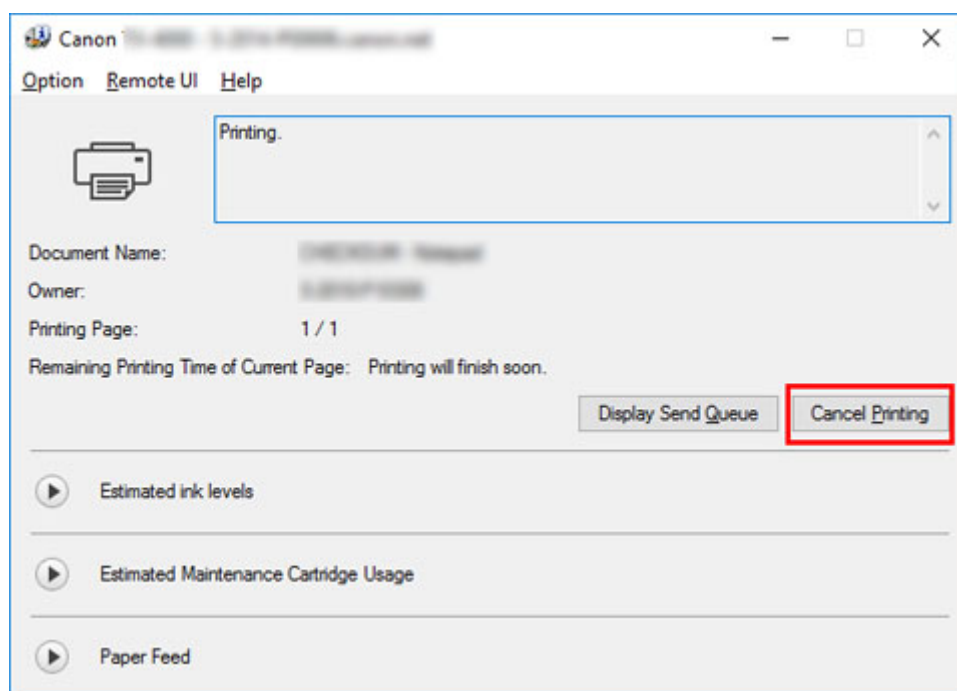 Canon
Option Remote UI Help
Printing.
Document Name:
Owner:
Printing Page: 1 / 1
Remaining Printing Time of Current Page: Printing will finish soon.
Display Send Queue Cancel Printing
Estimated ink levels
Estimated Maintenance Cartridge Usage
Paper Feed